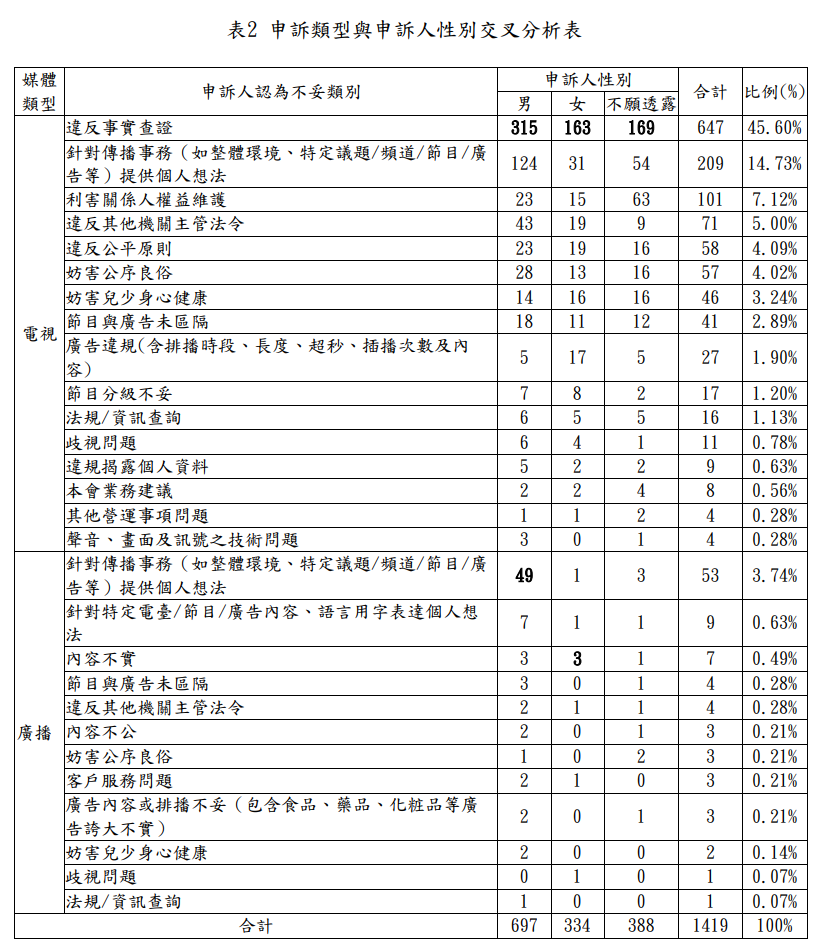 表2 申訴類型與申訴人性別交叉分析表
媒體類型 申訴人認為不妥類別 申訴人性別 合計 比例(%)
男 女 不願透露
電視
違反事實查證 315 163 169 647 45.60%
針對傳播事務（如整體環境、特定議題/頻道/節目/廣
告等）提供個人想法 124 31 54 209 14.73%
利害關係人權益維護 23 15 63 101 7.12%
違反其他機關主管法令 43 19 9 71 5.00%
違反公平原則 23 19 16 58 4.09%
妨害公序良俗 28 13 16 57 4.02%
妨害兒少身心健康 14 16 16 46 3.24%
節目與廣告未區隔 18 11 12 41 2.89%
廣告違規(含排播時段、長度、超秒、插播次數及內
容） 5 17 5 27 1.90%
節目分級不妥 7 8 2 17 1.20%
法規/資訊查詢 6 5 5 16 1.13%
歧視問題 6 4 1 11 0.78%
違規揭露個人資料 5 2 2 9 0.63%
本會業務建議 2 2 4 8 0.56%
其他營運事項問題 1 1 2 4 0.28%
聲音、畫面及訊號之技術問題 3 0 1 4 0.28%
廣播
針對傳播事務（如整體環境、特定議題/頻道/節目/廣
告等）提供個人想法 49 1 3 53 3.74%
針對特定電臺/節目/廣告內容、語言用字表達個人想
法 7 1 1 9 0.63%
內容不實 3 3 1 7 0.49%
節目與廣告未區隔 3 0 1 4 0.28%
違反其他機關主管法令 2 1 1 4 0.28%
內容不公 2 0 1 3 0.21%
妨害公序良俗 1 0 2 3 0.21%
客戶服務問題 2 1 0 3 0.21%
廣告內容或排播不妥（包含食品、藥品、化粧品等廣
告誇大不實） 2 0 1 3 0.21%
妨害兒少身心健康 2 0 0 2 0.14%
歧視問題 0 1 0 1 0.07%
法規/資訊查詢 1 0 0 1 0.07%
合計 697 334 388 1419 100%